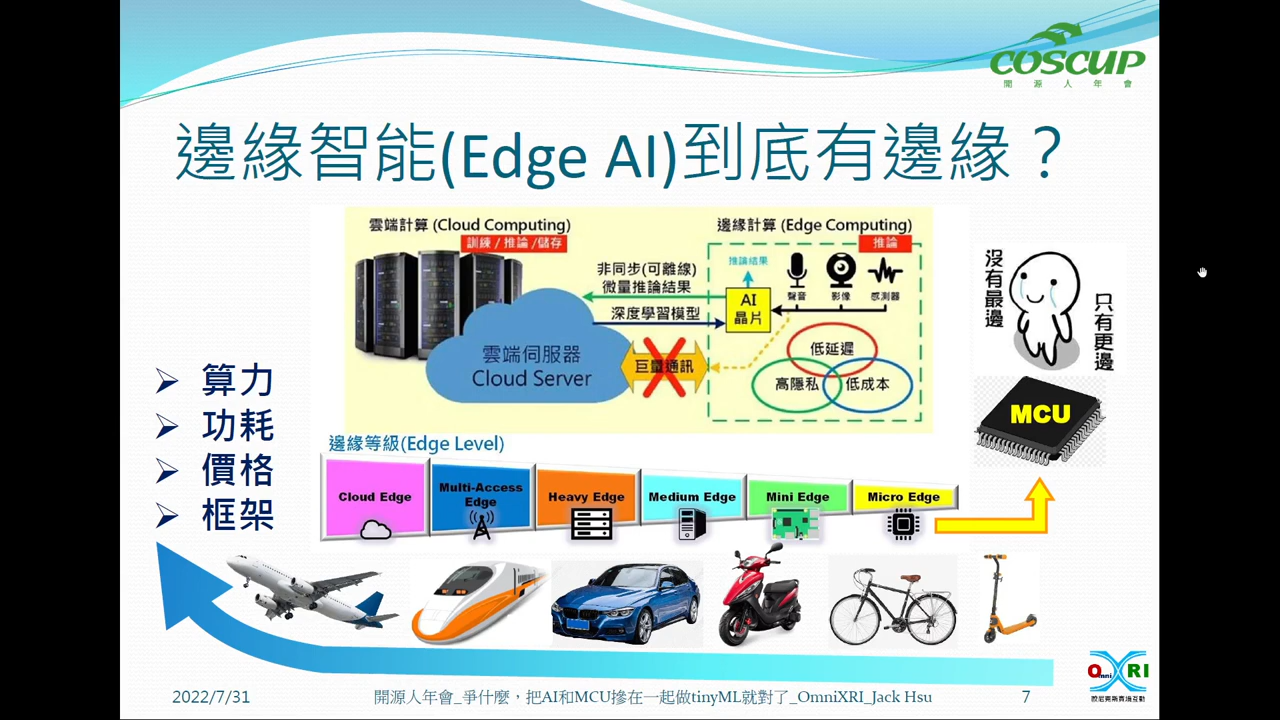 COSCUP
開源人年會
邊緣智能(Edge AI)到底有邊緣？
雲端計算 (Cloud Computing)
訓練 / 推論 /儲存
邊緣計算 (Edge Computing)
推論
非同步(可離線)
微量推論結果
深度學習模型
推論結果
AI
晶片
聲音
影像
感測器
雲端伺服器
Cloud Server
巨量通訊
低延遲
高隱私
低成本
沒有最邊
只有更邊
MCU
算力
功耗
價格
框架
邊緣等級(Edge Level)
Cloud Edge
Multi-Access
Edge
Heavy Edge
Medium Edge
Mini Edge
Micro Edge
2022/7/31
開源人年會_爭什麼，把AI和MCU摻在一起做tinyML就對了_OmniXRI_Jack Hsu
7
OmniXRI
歐尼克斯實境互動